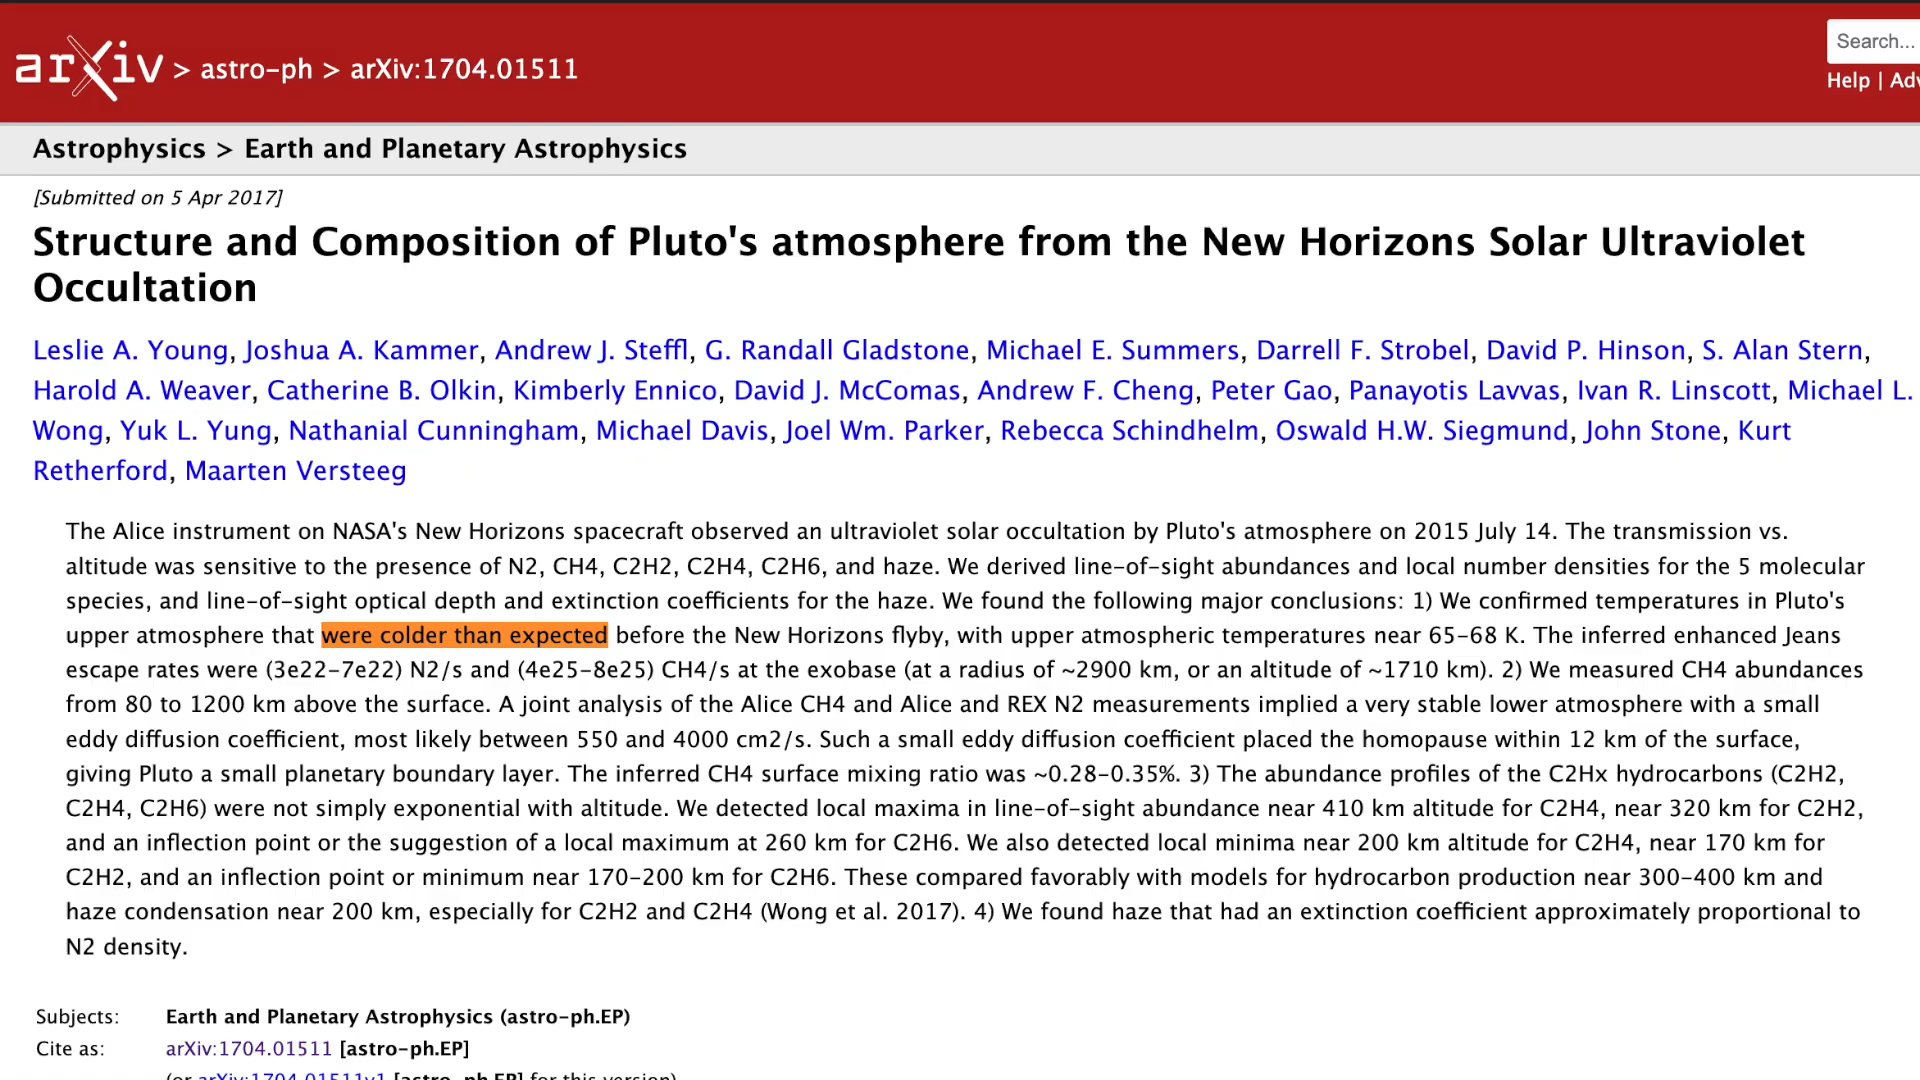 arXiv > astro-ph > arXiv:1704.01511
Search...
Help |
Astrophysics > Earth and Planetary Astrophysics
[Submitted on 5 Apr 2017]
Structure and Composition of Pluto's atmosphere from the New Horizons Solar Ultraviolet
Occultation
Leslie A. Young, Joshua A. Kammer, Andrew J. Steffl, G. Randall Gladstone, Michael E. Summers, Darrell F. Strobel, David P. Hinson, S. Alan Stern,
Harold A. Weaver, Catherine B. Olkin, Kimberly Ennico, David J. McComas, Andrew F. Cheng, Peter Gao, Panayotis Lavvas, Ivan R. Linscott, Michael L.
Wong, Yuk L. Yung, Nathanial Cunningham, Michael Davis, Joel Wm. Parker, Rebecca Schindhelm, Oswald H.W. Siegmund, John Stone, Kurt
Retherford, Maarten Versteeg
The Alice instrument on NASA's New Horizons spacecraft observed an ultraviolet solar occultation by Pluto's atmosphere on 2015 July 14. The transmission vs.
altitude was sensitive to the presence of N2, CH4, C2H2, C2H4, C2H6, and haze. We derived line-of-sight abundances and local number densities for the 5 molecular
species, and line-of-sight optical depth and extinction coefficients for the haze. We found the following major conclusions: 1) We confirmed temperatures in Pluto's
upper atmosphere that were colder than expected before the New Horizons flyby, with upper atmospheric temperatures near 65-68 K. The inferred enhanced Jeans
escape rates were (3e22-7e22) N2/s and (4e25-8e25) CH4/s at the exobase (at a radius of ~2900 km, or an altitude of ~1710 km). 2) We measured CH4 abundances
from 80 to 1200 km above the surface. A joint analysis of the Alice CH4 and Alice and REX N2 measurements implied a very stable lower atmosphere with a small
eddy diffusion coefficient, most likely between 550 and 4000 cm2/s. Such a small eddy diffusion coefficient placed the homopause within 12 km of the surface,
giving Pluto a small planetary boundary layer. The inferred CH4 surface mixing ratio was ~0.28-0.35%. 3) The abundance profiles of the C2Hx hydrocarbons (C2H2,
C2H4, C2H6) were not simply exponential with altitude. We detected local maxima in line-of-sight abundance near 410 km altitude for C2H4, near 320 km for C2H2,
and an inflection point or the suggestion of a local maximum at 260 km for C2H6. We also detected local minima near 200 km altitude for C2H4, near 170 km for
C2H2, and an inflection point or minimum near 170-200 km for C2H6. These compared favorably with models for hydrocarbon production near 300-400 km and
haze condensation near 200 km, especially for C2H2 and C2H4 (Wong et al. 2017). 4) We found haze that had an extinction coefficient approximately proportional to
N2 density.
Subjects: Earth and Planetary Astrophysics (astro-ph.EP)
Cite as: arXiv:1704.01511 [astro-ph.EP]
(or arXiv:1704.01511v1 [astro-ph.EP] for this version)